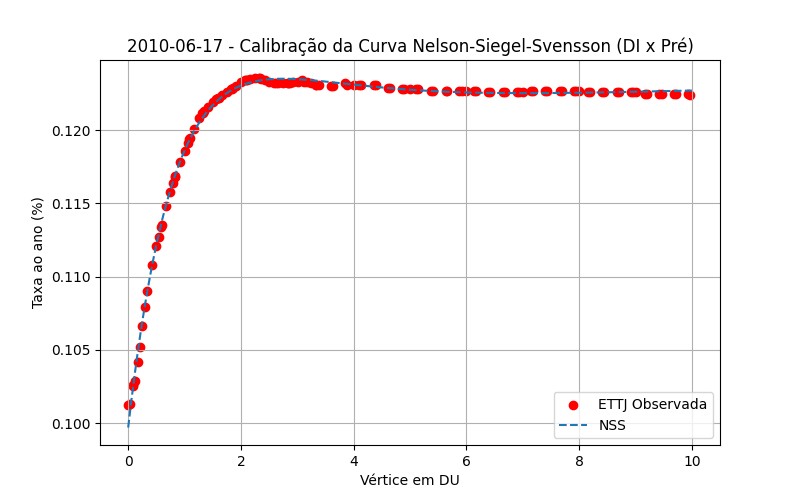 2010-06-17 - Calibração da Curva Nelson-Siegel-Svensson (DI x Pré)
Taxa ao ano (%)
0.120
0.115
0.110
0.105
0.100
ETTJ Observada
NSS
0 2 4 6 8 10
Vértice em DU